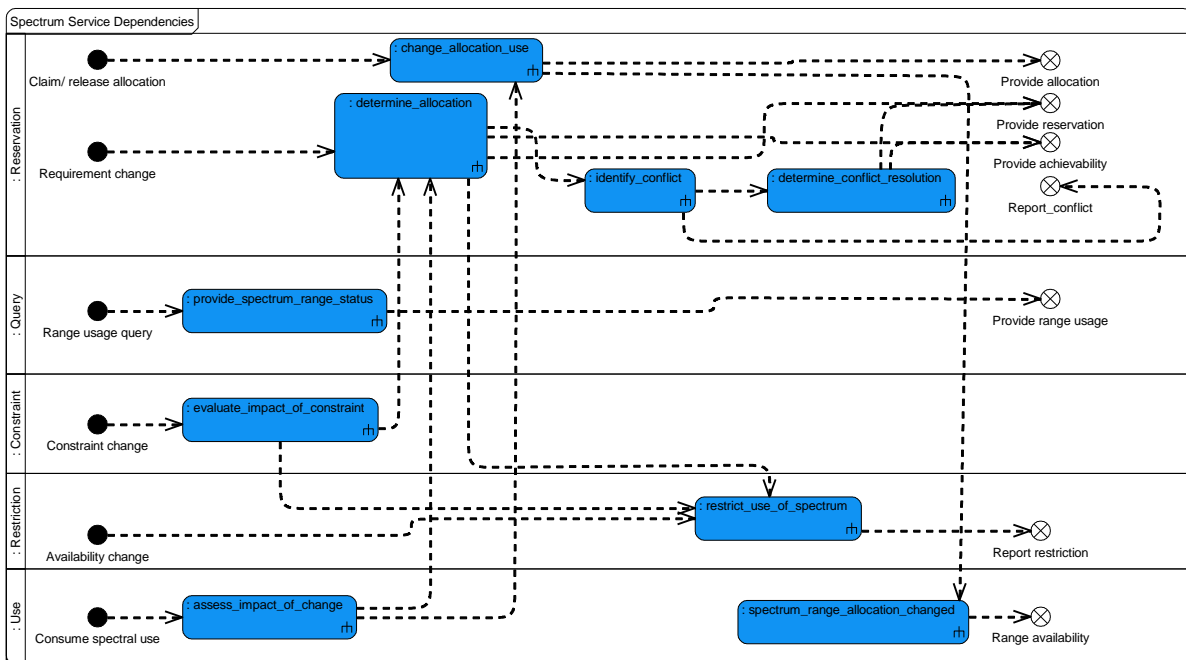 Spectrum Service Dependencies
: Reservation
Claim/ release allocation
: change_allocation_use
Provide allocation
: determine_allocation
Provide reservation
Requirement change
Provide achievability
: identify_conflict
: determine_conflict_resolution
Report_conflict
: Query
: provide_spectrum_range_status
Range usage query
Provide range usage
: Constraint
: evaluate_impact_of_constraint
Constraint change
: Restriction
: restrict_use_of_spectrum
Availability change
Report restriction
: Use
: assess_impact_of_change
: spectrum_range_allocation_changed
Consume spectral use
Range availability